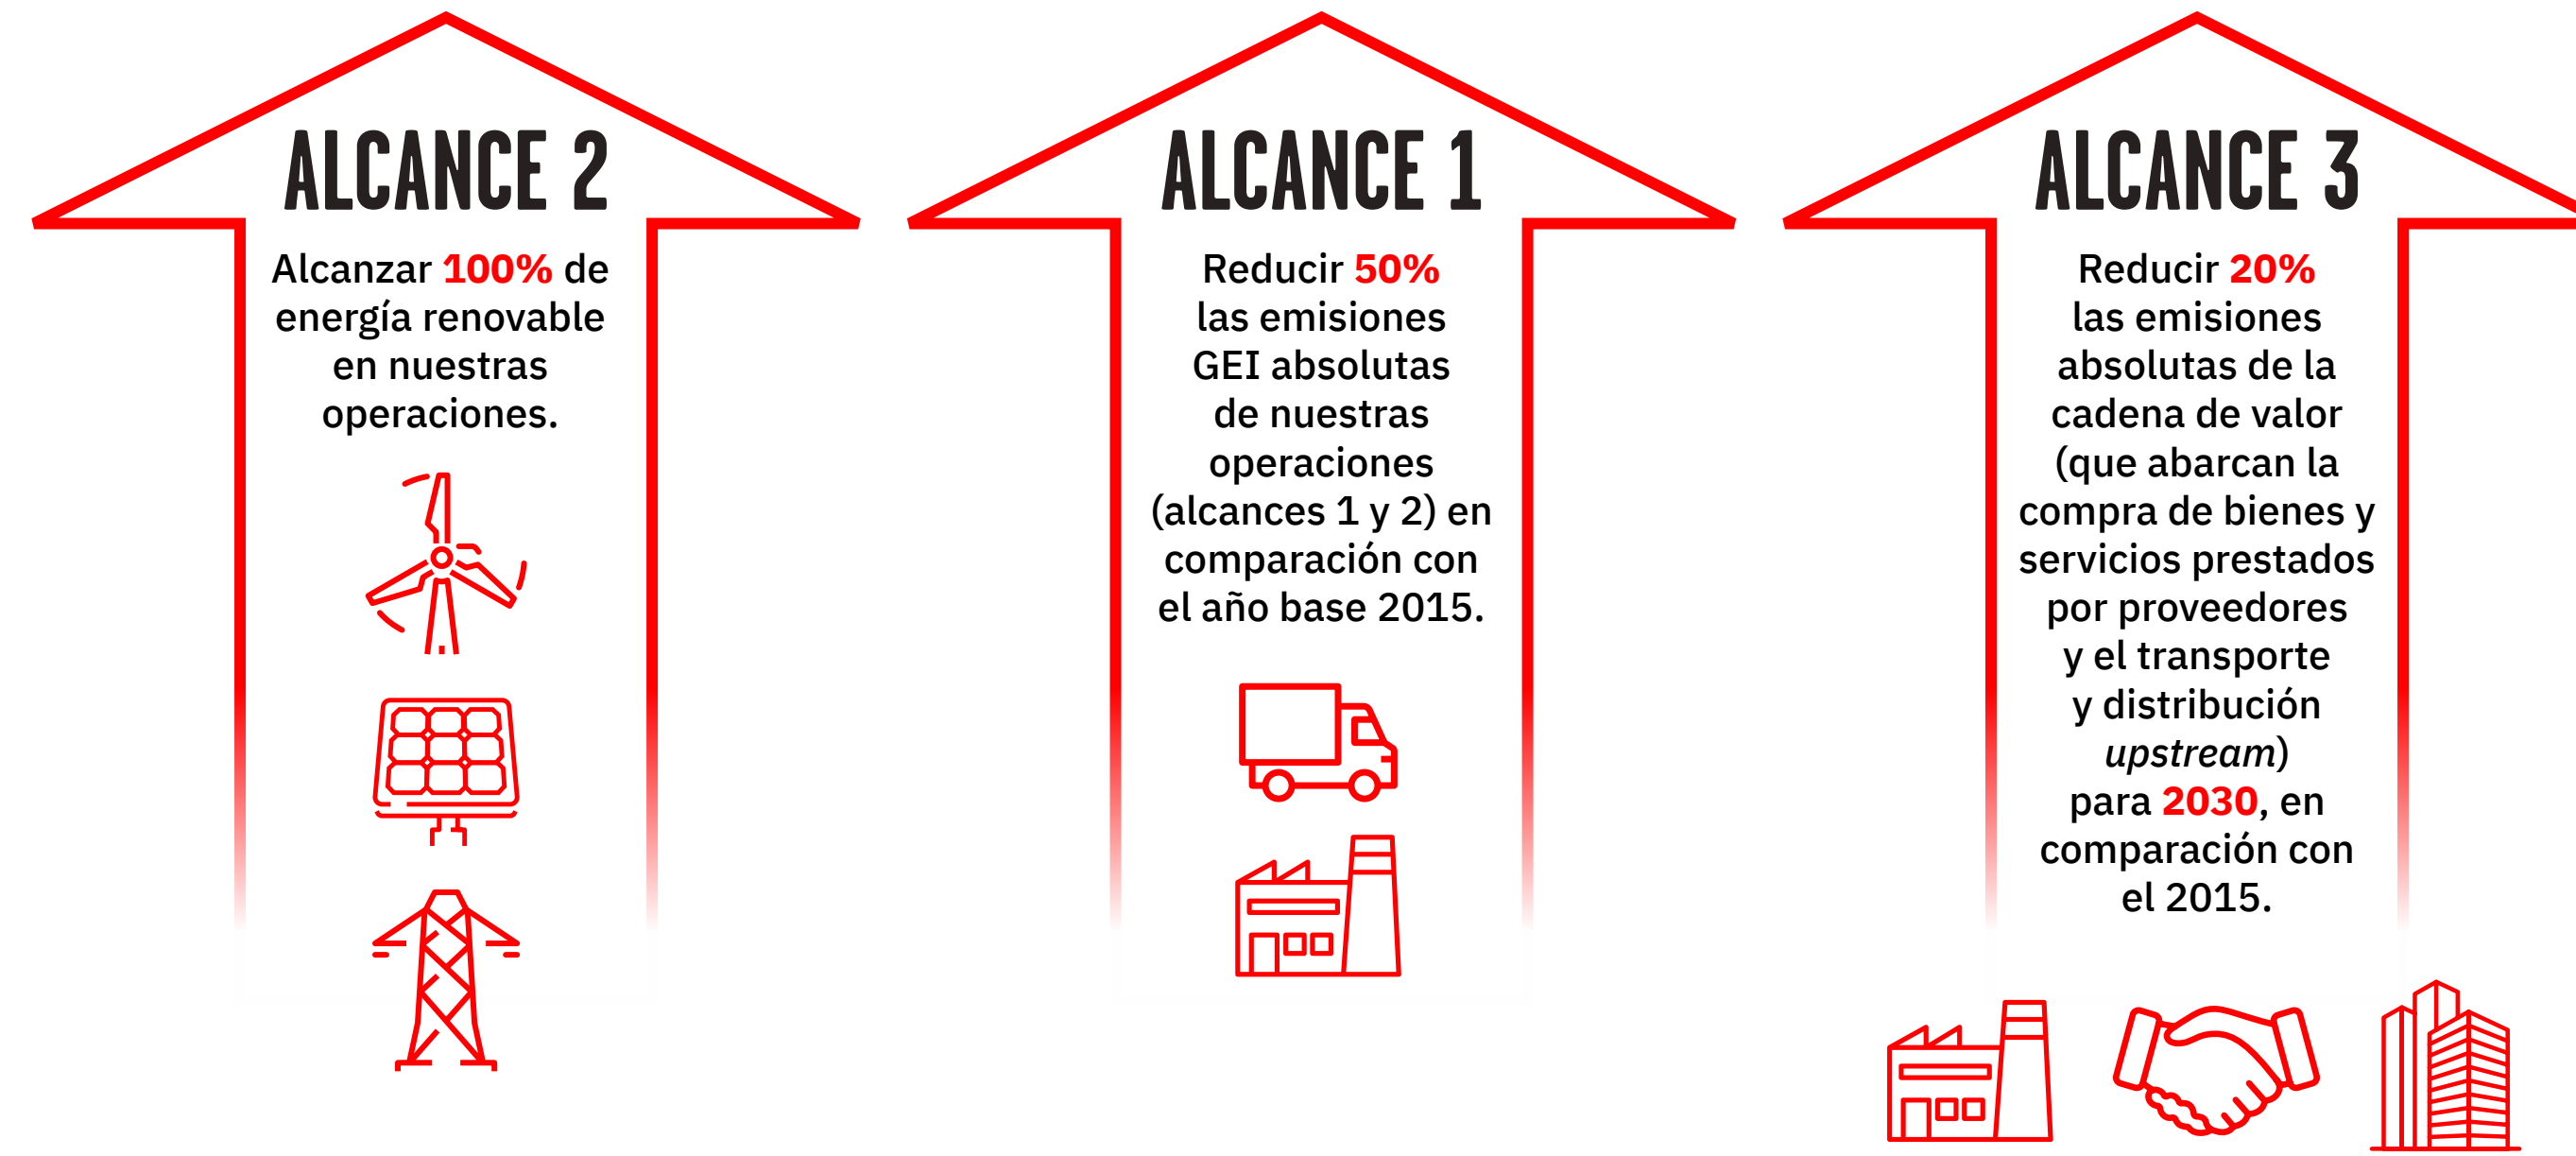 ALCANCE 2
Alcanzar 100% de
energía renovable
en nuestras
operaciones.
ALCANCE 1
Reducir 50%
las emisiones
GEI absolutas
de nuestras
operaciones
(alcances 1 y 2) en
comparación con
el año base 2015.
ALCANCE 3
Reducir 20%
las emisiones
absolutas de la
cadena de valor
(que abarcan la
compra de bienes y
servicios prestados
por proveedores
y el transporte
y distribución
upstream)
para 2030, en
comparación con
el 2015.